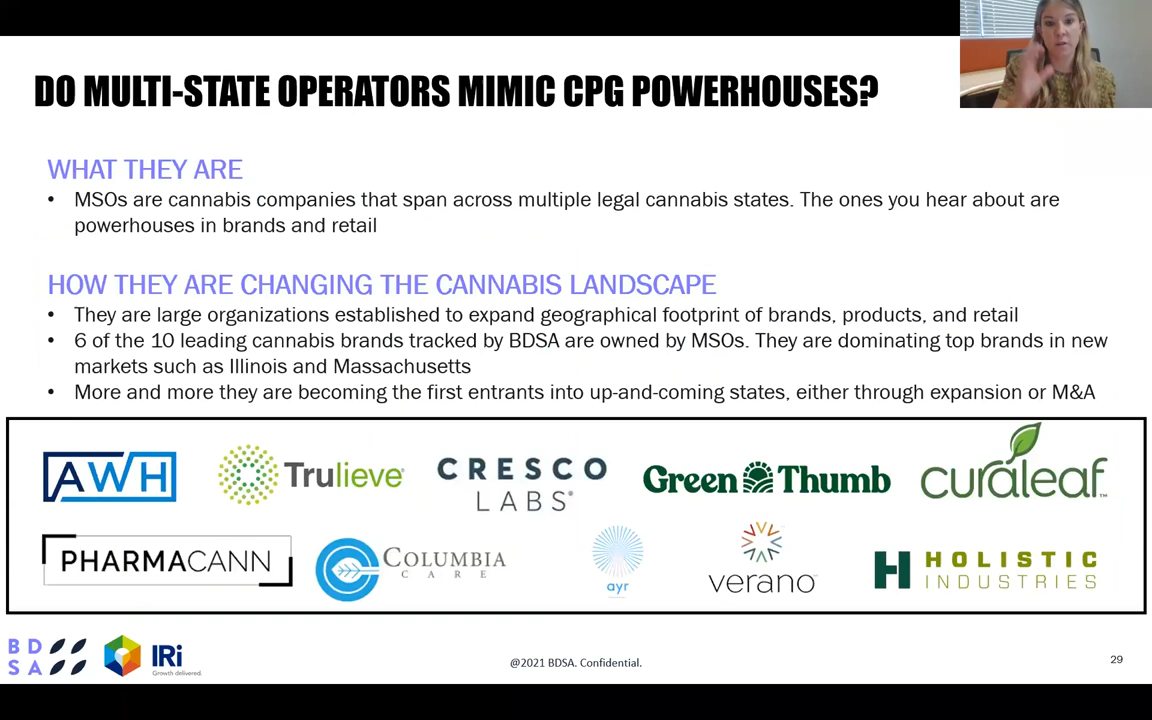 DO MULTI-STATE OPERATORS MIMIC CPG POWERHOUSES?
WHAT THEY ARE
• MSOs are cannabis companies that span across multiple legal cannabis states. The ones you hear about are
powerhouses in brands and retail
HOW THEY ARE CHANGING THE CANNABIS LANDSCAPE
• They are large organizations established to expand geographical footprint of brands, products, and retail
• 6 of the 10 leading cannabis brands tracked by BDSA are owned by MSOs. They are dominating top brands in new
markets such as Illinois and Massachusetts
• More and more they are becoming the first entrants into up-and-coming states, either through expansion or M&A
AWH
Trulieve®
CRESCO
LABS®
Green Thumb
curaleaf™
PHARMACANN
COLUMBIA
CARE
ayr
verano™
HOLISTIC
INDUSTRIES
BD
SA
IRi
Growth delivered.
@2021 BDSA. Confidential.
29